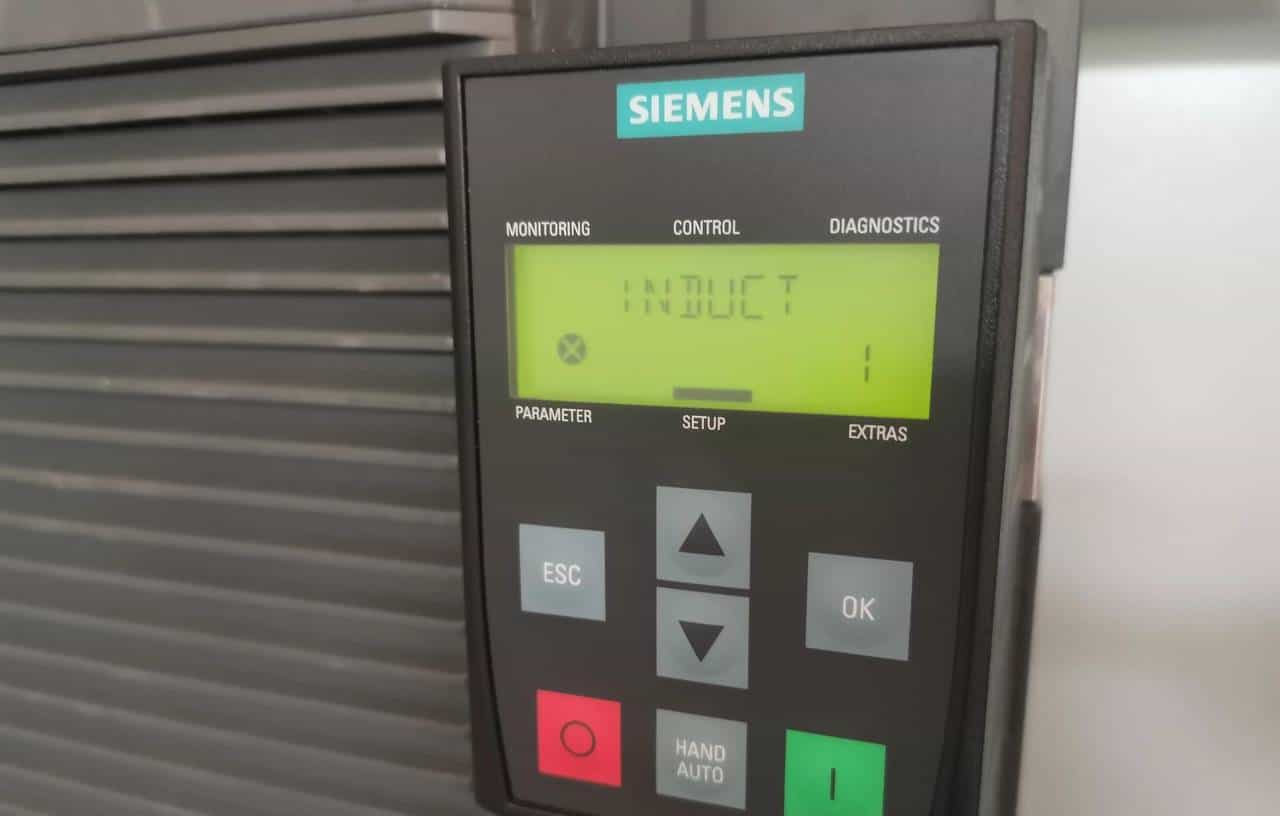 SIEMENS
MONITORING CONTROL DIAGNOSTICS
INDUCT
1
PARAMETER SETUP EXTRAS
ESC
OK
HAND
AUTO